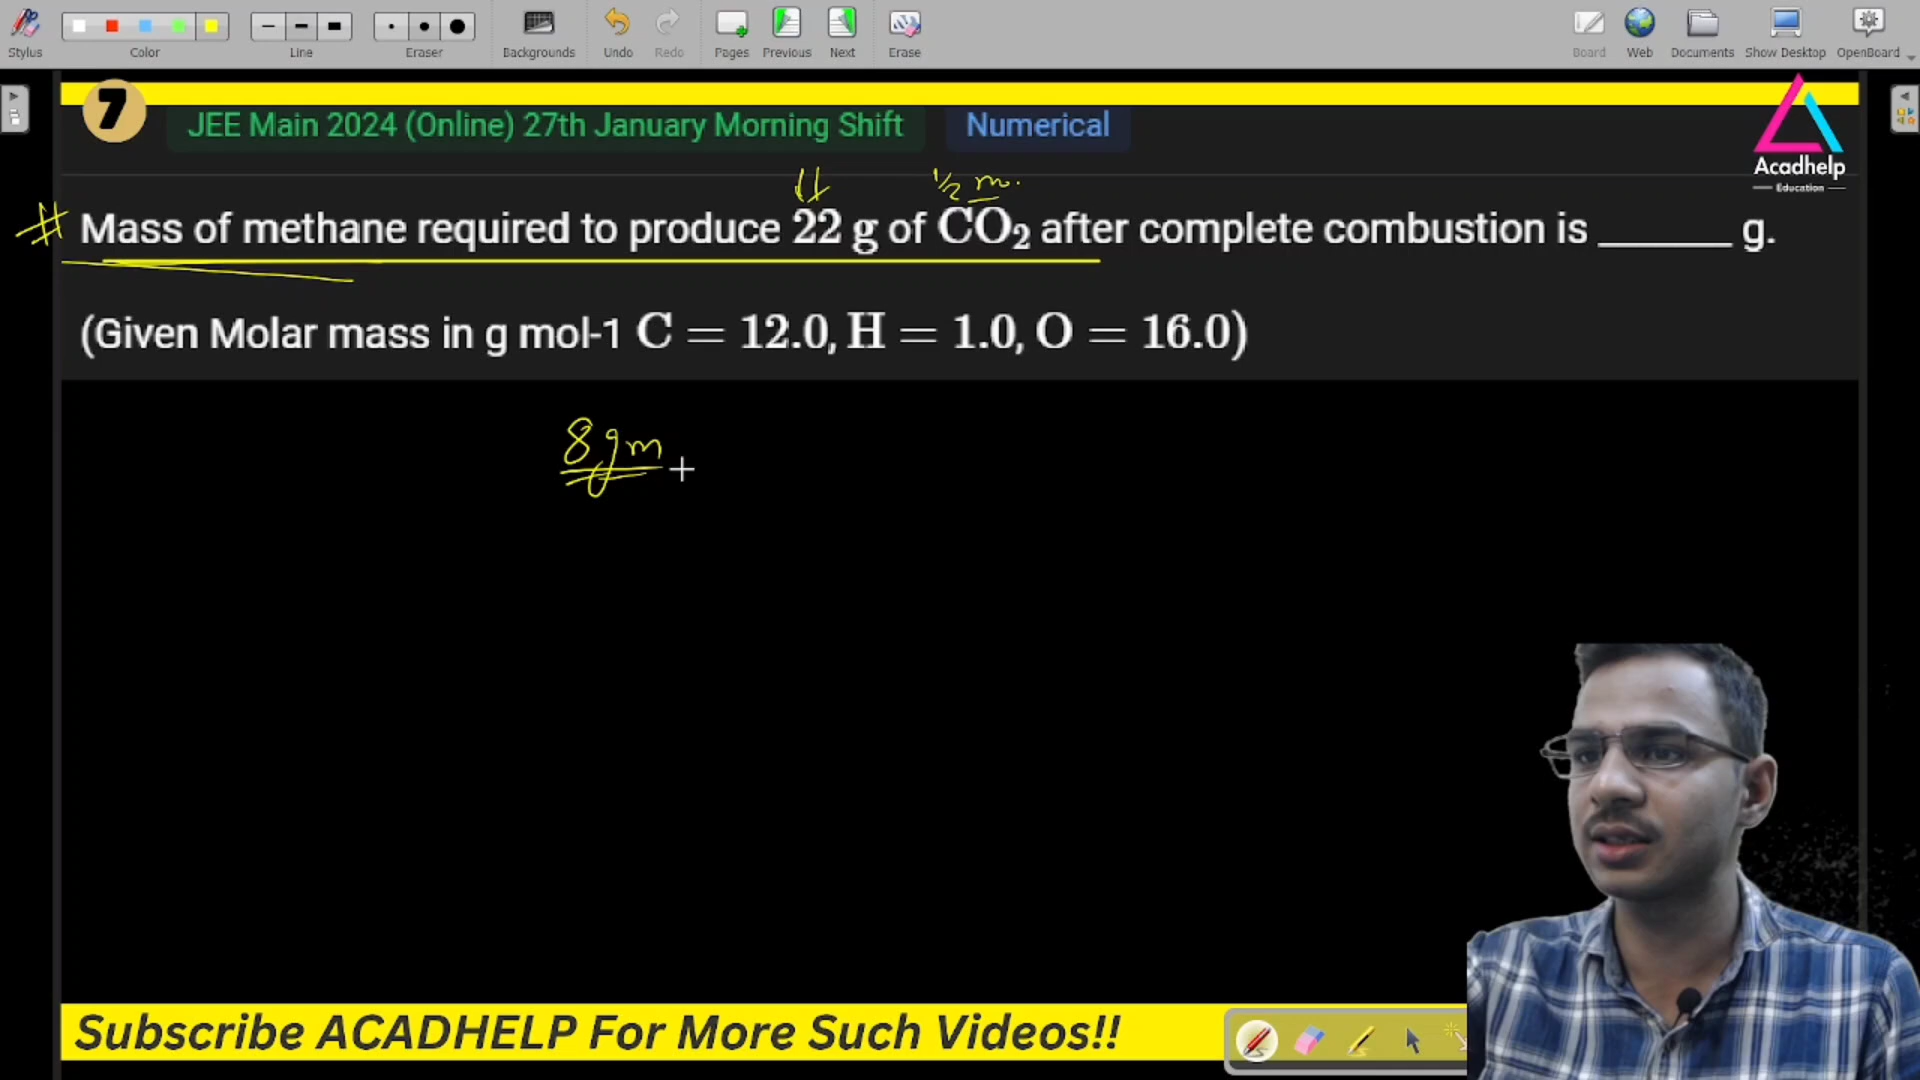 Stylus
Color
Line
Eraser
Backgrounds
Undo
Redo
Pages
Previous
Next
Erase
Board
Web
Documents
Show Desktop
OpenBoard
7
JEE Main 2024 (Online) 27th January Morning Shift
Numerical
Acadhelp
Education
1/2 m.
# Mass of methane required to produce 22 g of CO₂ after complete combustion is ______ g.
(Given Molar mass in g mol-1 C = 12.0, H = 1.0, O = 16.0)
8gm
Subscribe ACADHELP For More Such Videos!!